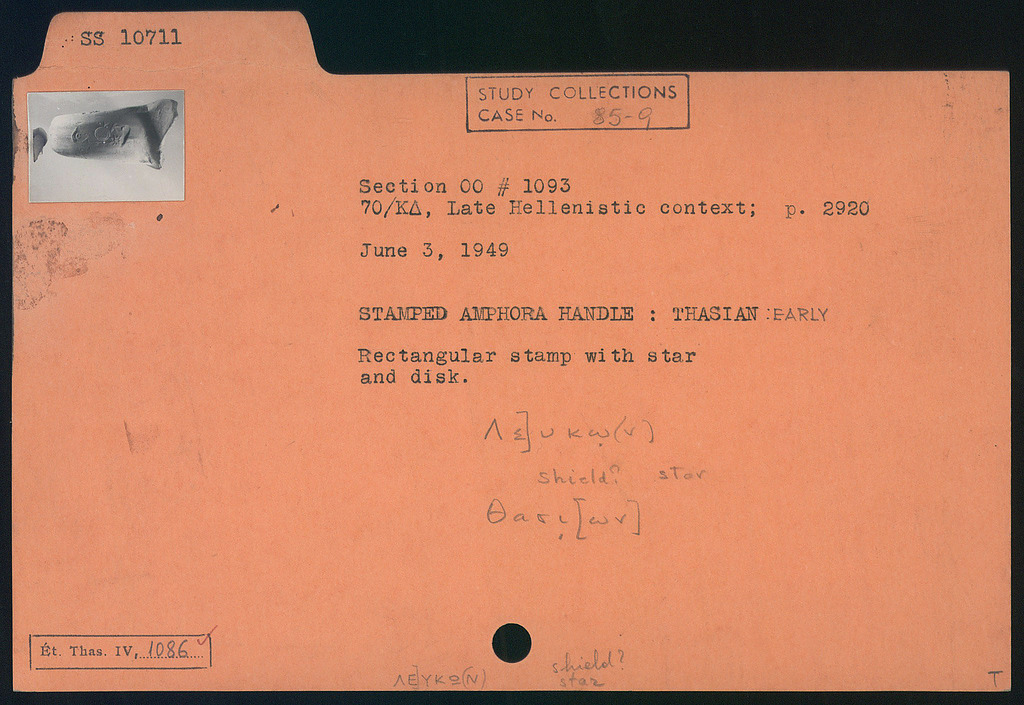 SS 10711
STUDY COLLECTIONS
CASE No. 85-9
Section OO # 1093
70/ΚΔ, Late Hellenistic context; p. 2920
June 3, 1949
STAMPED AMPHORA HANDLE : THASIAN : EARLY
Rectangular stamp with star
and disk.
Λε]υκω̣(ν)
shield? star
Θασι̣[ων]
Ét. Thas. IV, 1086 ✓
ΛΕ]ΥΚΩ(Ν)
shield?
star
T